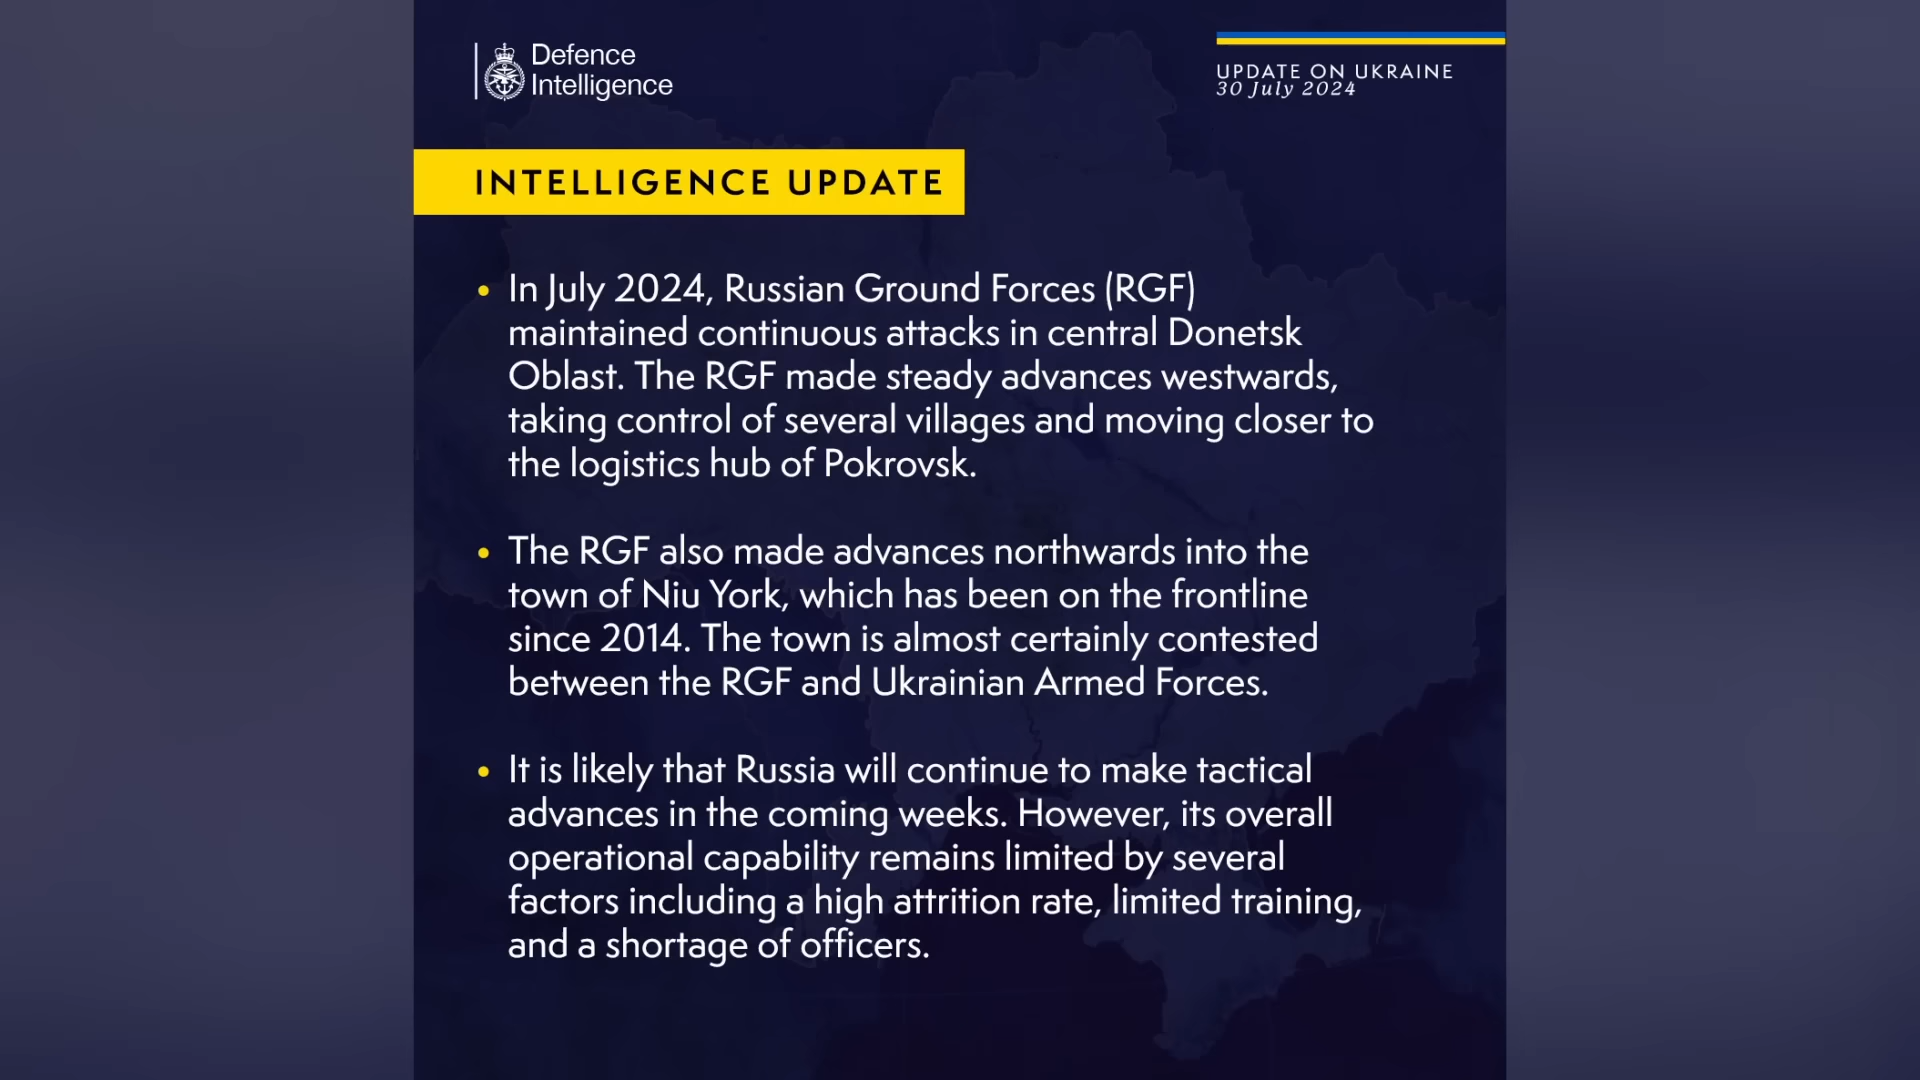 Defence
Intelligence
UPDATE ON UKRAINE
30 July 2024
INTELLIGENCE UPDATE
• In July 2024, Russian Ground Forces (RGF)
maintained continuous attacks in central Donetsk
Oblast. The RGF made steady advances westwards,
taking control of several villages and moving closer to
the logistics hub of Pokrovsk.
• The RGF also made advances northwards into the
town of Niu York, which has been on the frontline
since 2014. The town is almost certainly contested
between the RGF and Ukrainian Armed Forces.
• It is likely that Russia will continue to make tactical
advances in the coming weeks. However, its overall
operational capability remains limited by several
factors including a high attrition rate, limited training,
and a shortage of officers.